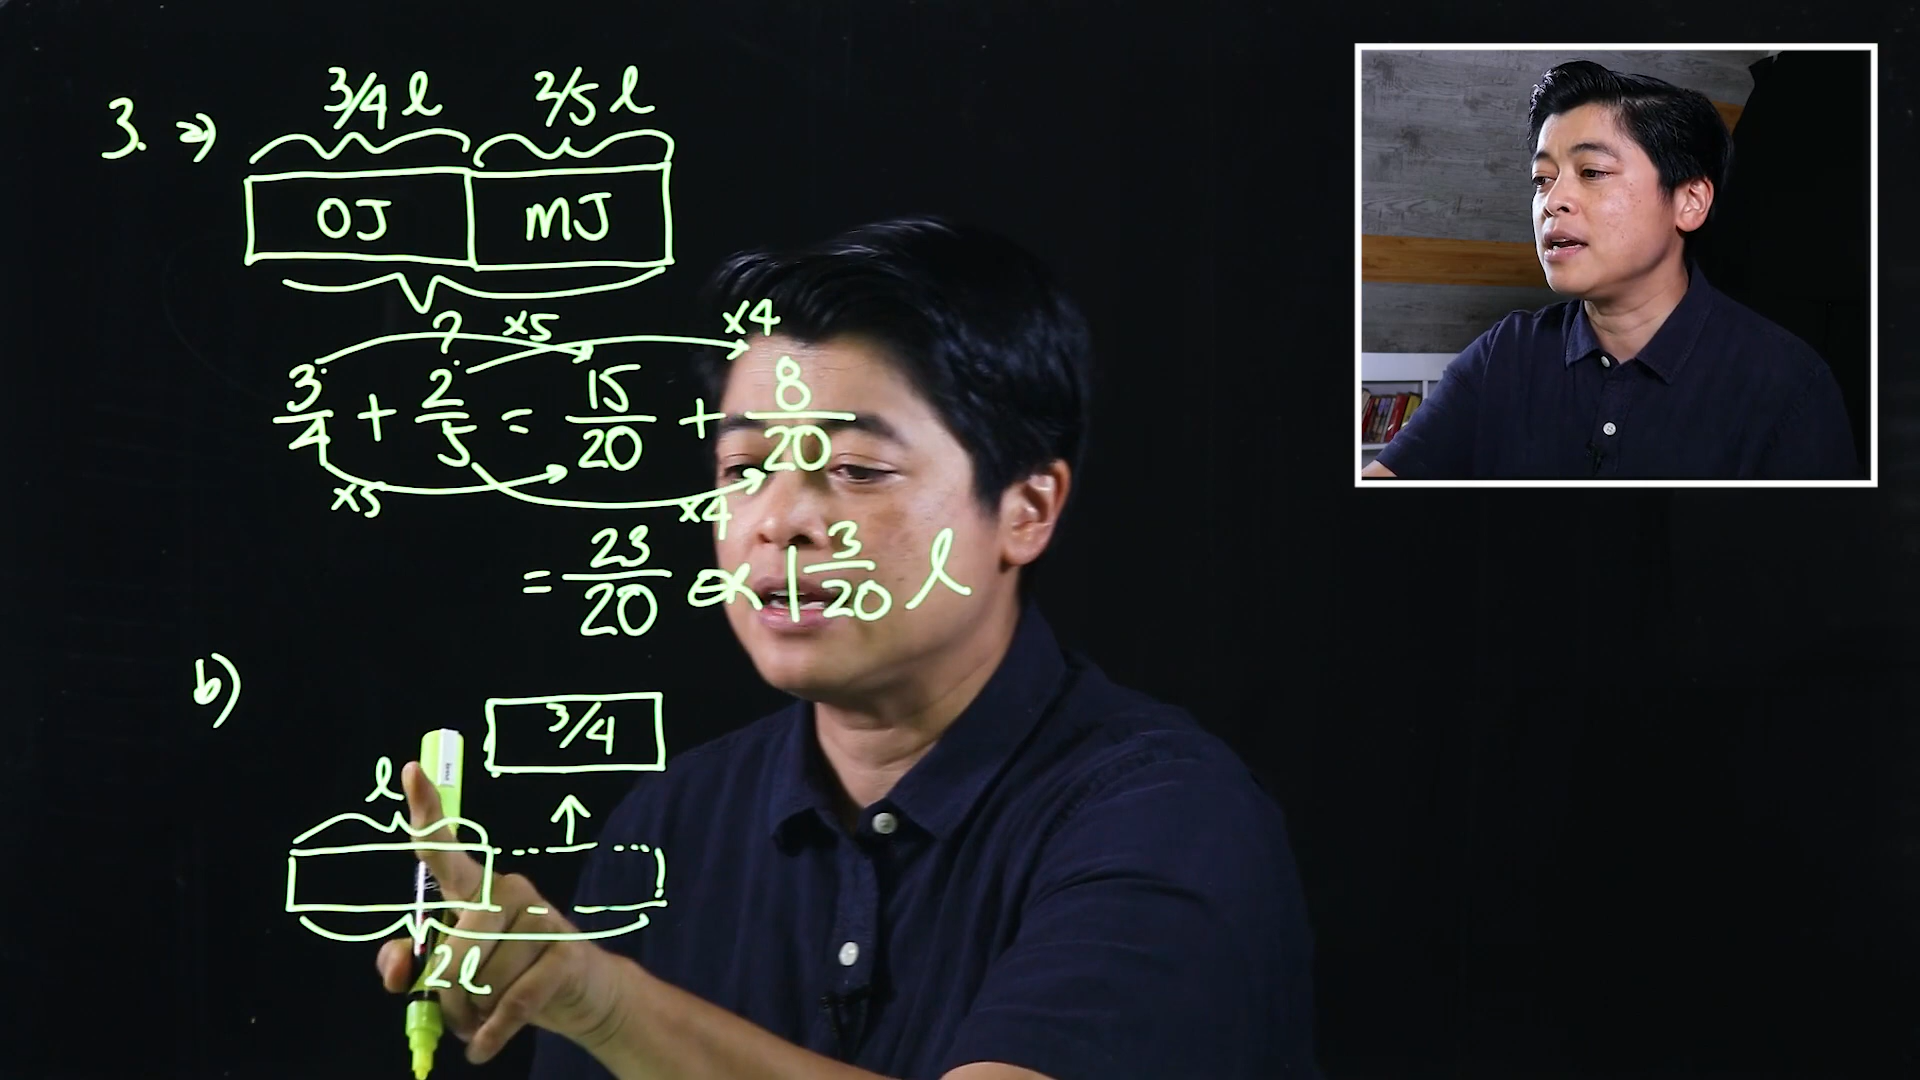 3. a)
3/4 l 2/5 l
OJ MJ
?
×5 ×4
3/4 + 2/5 = 15/20 + 8/20
×5 ×4
= 23/20 or 1 3/20 l
b)
3/4
l
2l